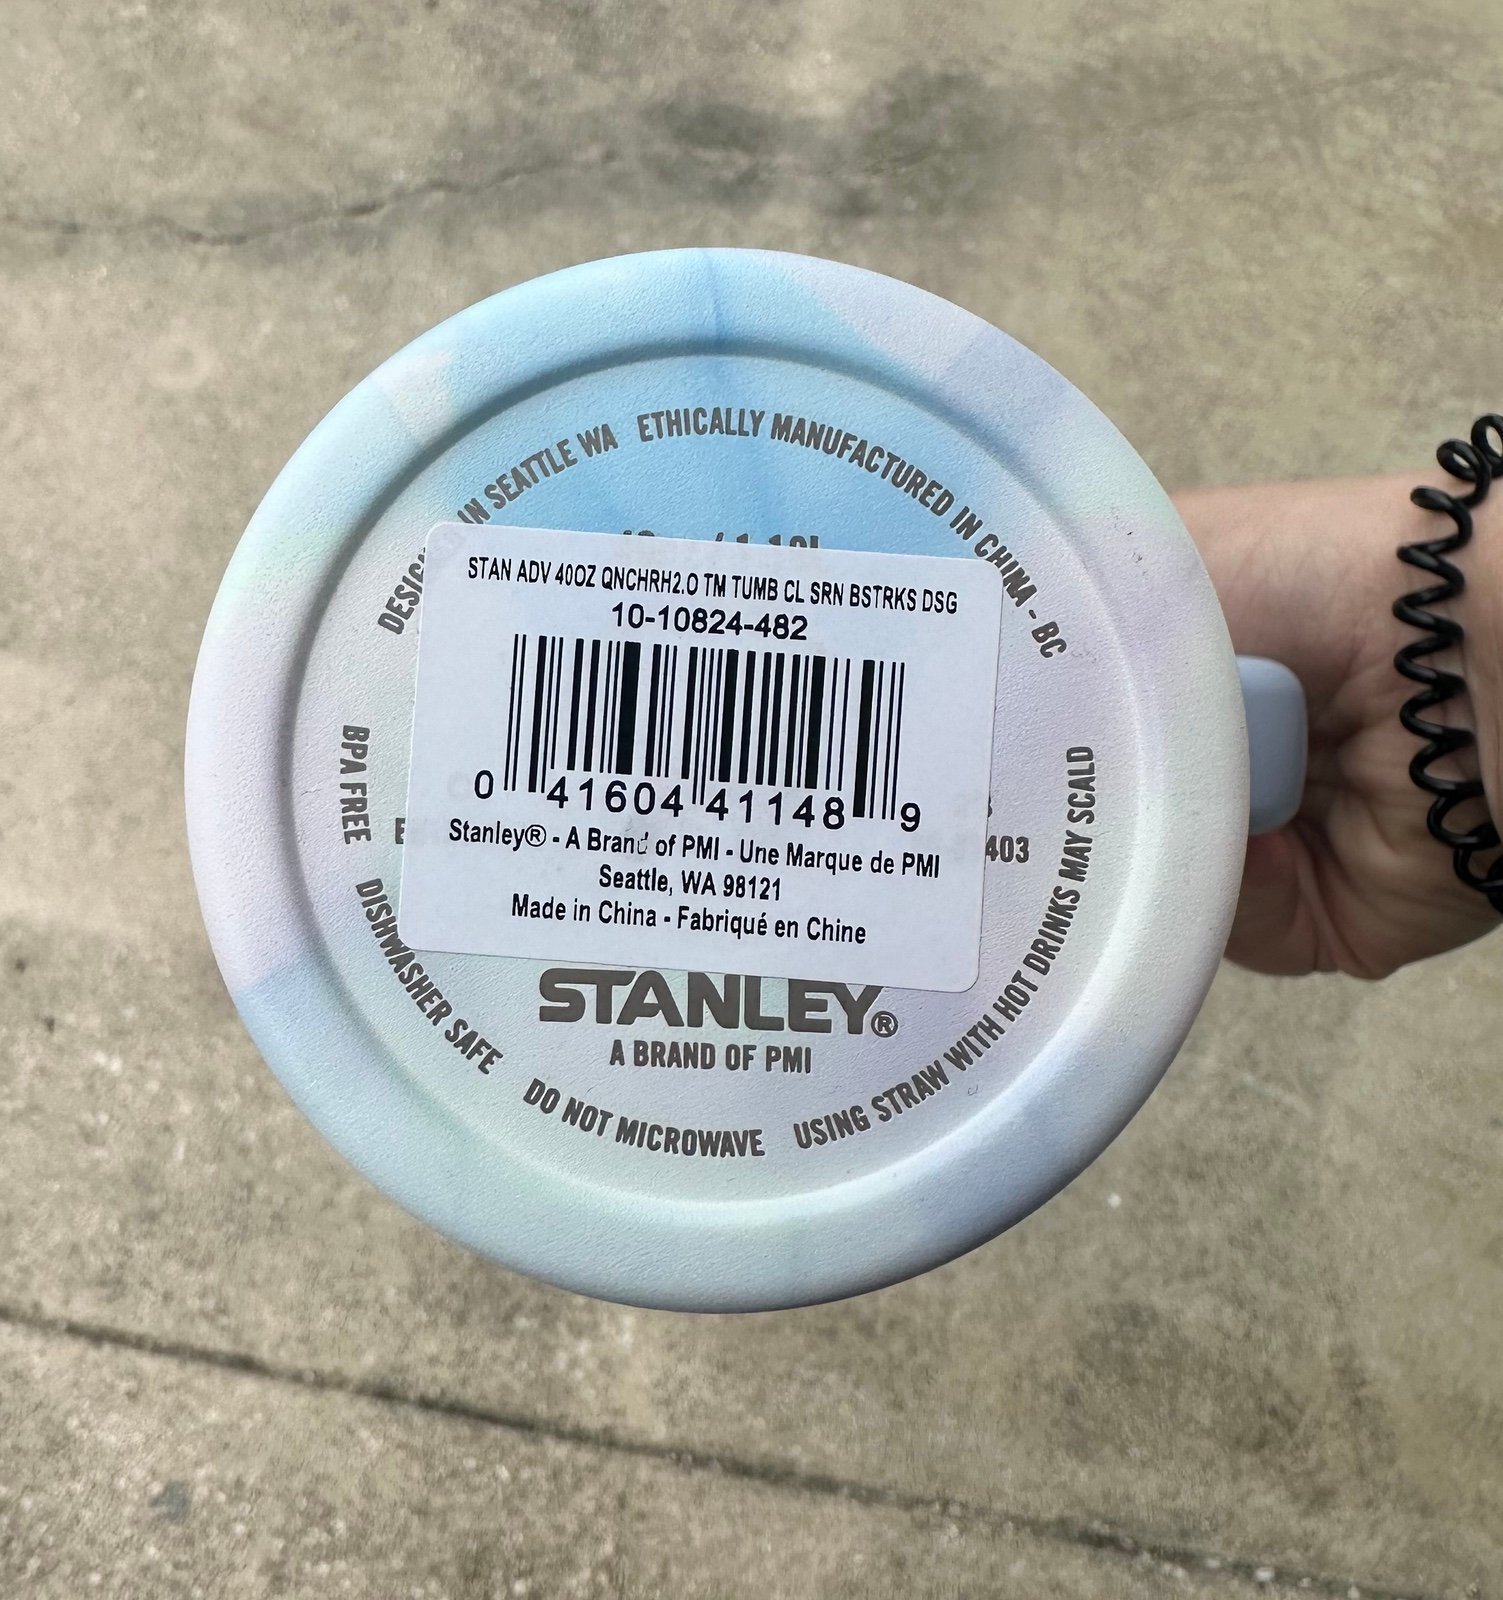 IN SEATTLE WA
ETHICALLY MANUFACTURED IN CHINA - BC
STAN ADV 40OZ QNCHRH2.O TM TUMB CL SRN BSTRKS DSG
10-10824-482
0 41604 41148 9
Stanley® - A Brand of PMI - Une Marque de PMI
Seattle, WA 98121
Made in China - Fabriqué en Chine
403
STANLEY®
A BRAND OF PMI
BPA FREE
DISHWASHER SAFE
DO NOT MICROWAVE
USING STRAW WITH HOT DRINKS MAY SCALD